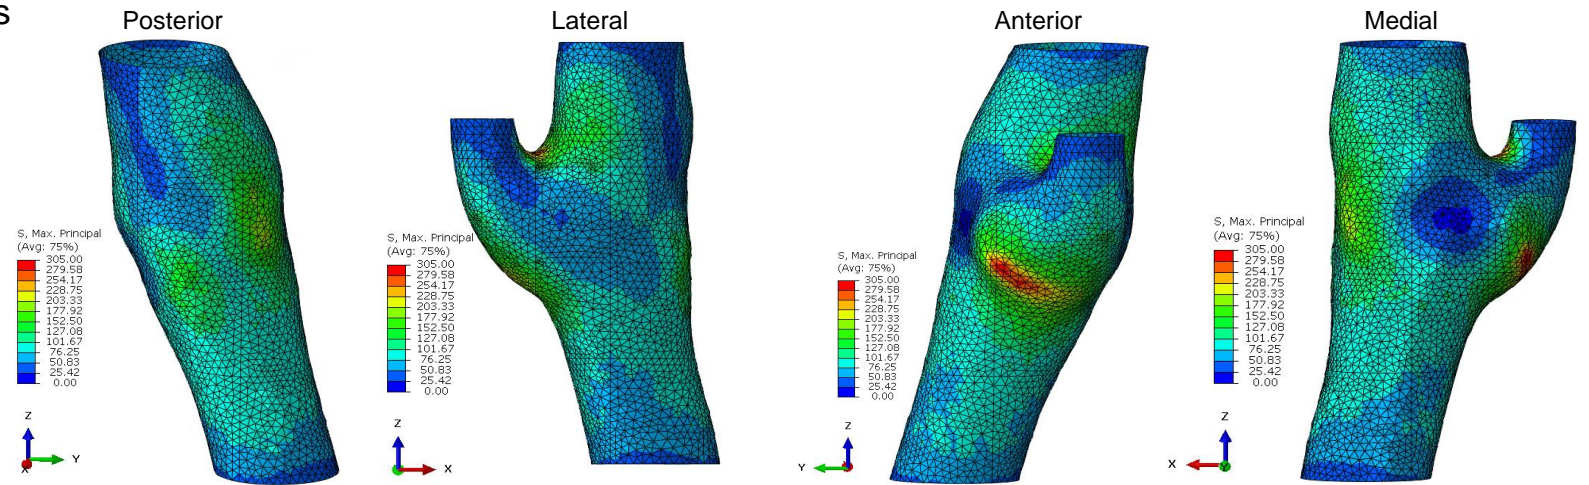 s
Posterior
Lateral
Anterior
Medial
S, Max. Principal
(Avg: 75%)
305.00
279.58
254.17
228.75
203.33
177.92
152.50
127.08
101.67
76.25
50.83
25.42
0.00
Z
Y
X
S, Max. Principal
(Avg: 75%)
305.00
279.58
254.17
228.75
203.33
177.92
152.50
127.08
101.67
76.25
50.83
25.42
0.00
Z
X
S, Max. Principal
(Avg: 75%)
305.00
279.58
254.17
228.75
203.33
177.92
152.50
127.08
101.67
76.25
50.83
25.42
0.00
Z
Y
S, Max. Principal
(Avg: 75%)
305.00
279.58
254.17
228.75
203.33
177.92
152.50
127.08
101.67
76.25
50.83
25.42
0.00
Z
X
Y